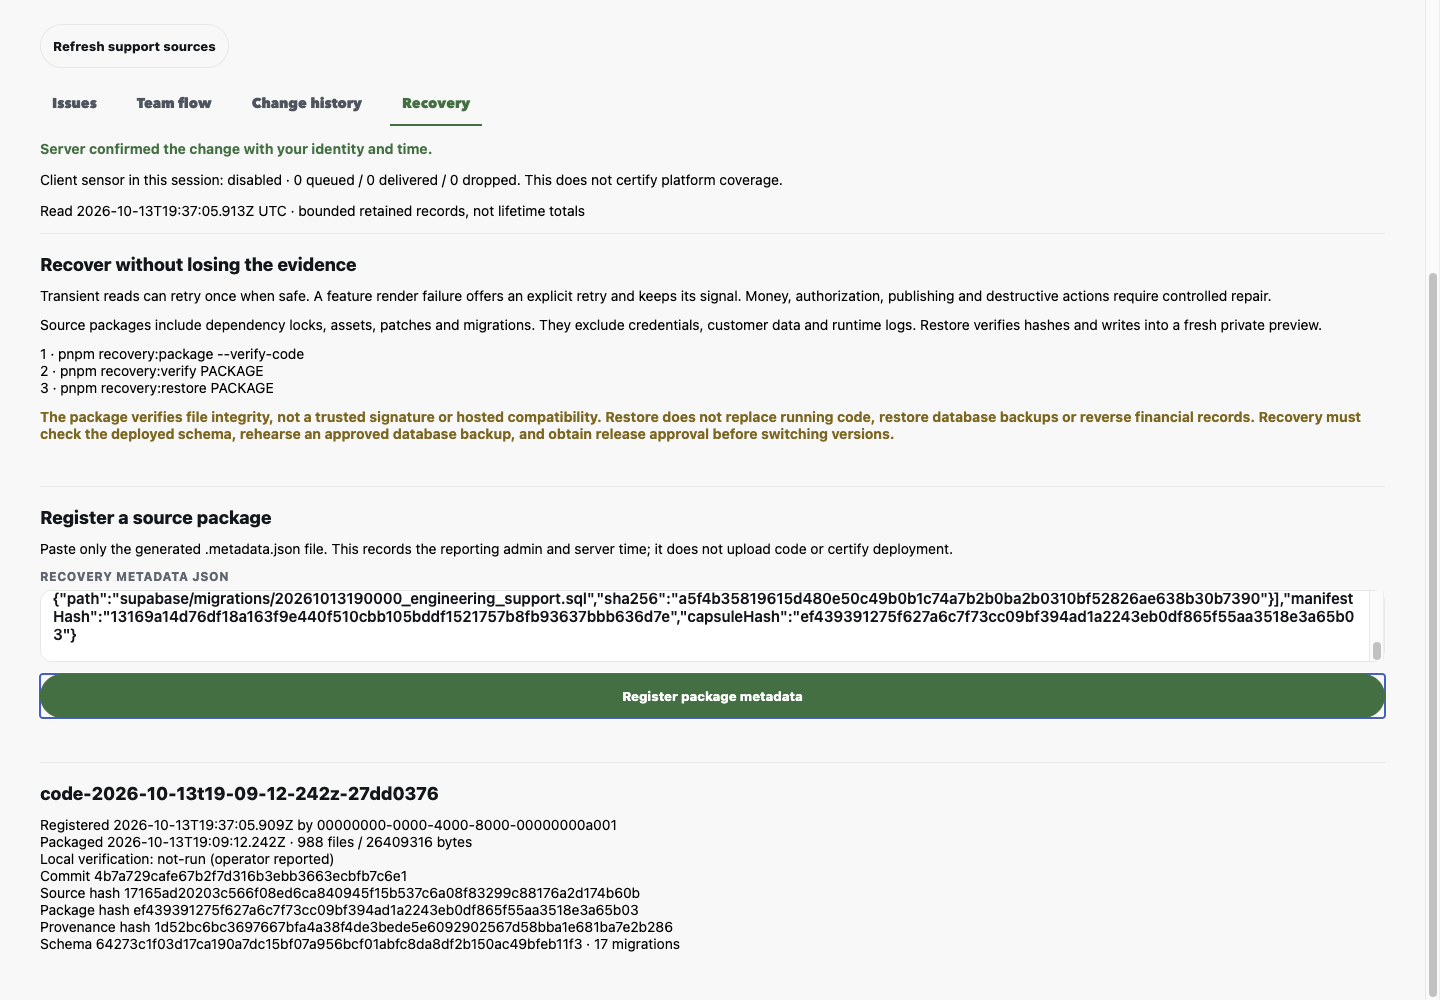 Refresh support sources
Issues
Team flow
Change history
Recovery
Server confirmed the change with your identity and time.
Client sensor in this session: disabled · 0 queued / 0 delivered / 0 dropped. This does not certify platform coverage.
Read 2026-10-13T19:37:05.913Z UTC · bounded retained records, not lifetime totals
Recover without losing the evidence
Transient reads can retry once when safe. A feature render failure offers an explicit retry and keeps its signal. Money, authorization, publishing and destructive actions require controlled repair.
Source packages include dependency locks, assets, patches and migrations. They exclude credentials, customer data and runtime logs. Restore verifies hashes and writes into a fresh private preview.
1 · pnpm recovery:package --verify-code
2 · pnpm recovery:verify PACKAGE
3 · pnpm recovery:restore PACKAGE
The package verifies file integrity, not a trusted signature or hosted compatibility. Restore does not replace running code, restore database backups or reverse financial records. Recovery must
check the deployed schema, rehearse an approved database backup, and obtain release approval before switching versions.
Register a source package
Paste only the generated .metadata.json file. This records the reporting admin and server time; it does not upload code or certify deployment.
RECOVERY METADATA JSON
{"path":"supabase/migrations/20261013190000_engineering_support.sql","sha256":"a5f4b35819615d480e50c49b0b1c74a7b2b0ba2b0310bf52826ae638b30b7390"}],"manifest
Hash":"13169a14d76df18a163f9e440f510cbb105bddf1521757b8fb93637bbb636d7e","capsuleHash":"ef439391275f627a6c7f73cc09bf394ad1a2243eb0df865f55aa3518e3a65b0
3"}
Register package metadata
code-2026-10-13t19-09-12-242z-27dd0376
Registered 2026-10-13T19:37:05.909Z by 00000000-0000-4000-8000-00000000a001
Packaged 2026-10-13T19:09:12.242Z · 988 files / 26409316 bytes
Local verification: not-run (operator reported)
Commit 4b7a729cafe67b2f7d316b3ebb3663ecbfb7c6e1
Source hash 17165ad20203c566f08ed6ca840945f15b537c6a08f83299c88176a2d174b60b
Package hash ef439391275f627a6c7f73cc09bf394ad1a2243eb0df865f55aa3518e3a65b03
Provenance hash 1d52bc6bc3697667bfa4a38f4de3bede5e6092902567d58bba1e681ba7e2b286
Schema 64273c1f03d17ca190a7dc15bf07a956bcf01abfc8da8df2b150ac49bfeb11f3 · 17 migrations